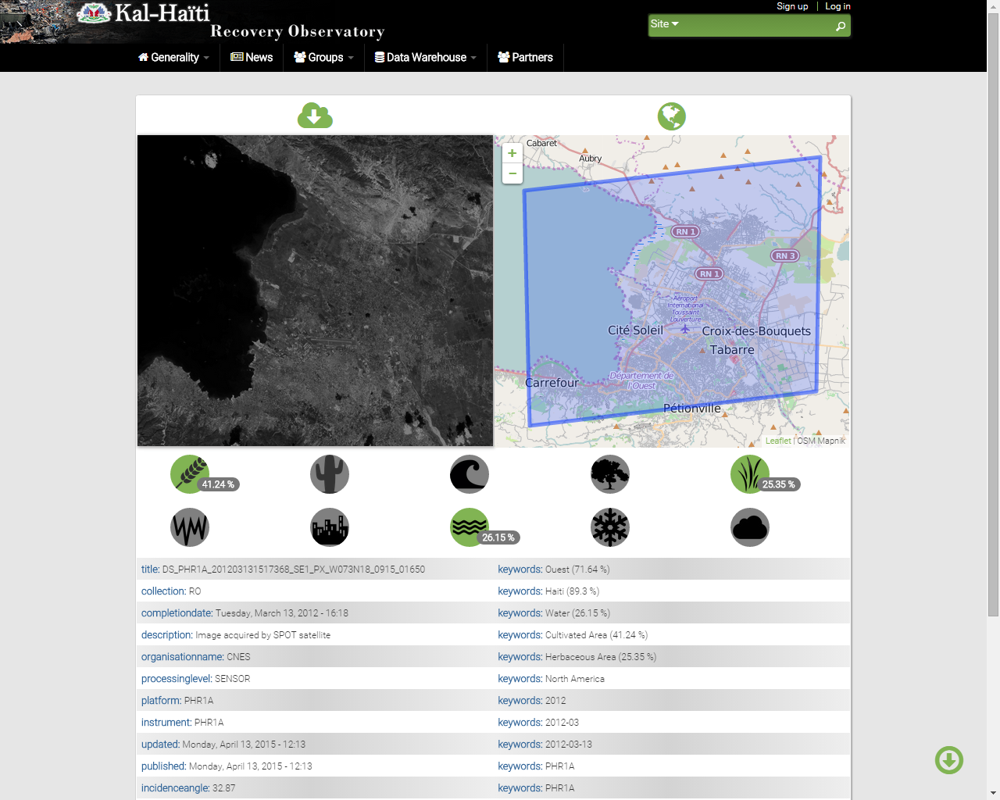 Kal-Haïti
Recovery Observatory
Sign up | Log in
Site
Generality
News
Groups
Data Warehouse
Partners
+
−
Cabaret
Aubry
RN 1
RN 3
RN 1
Aéroport
International
Toussaint
Louverture
Cité Soleil
Croix-des-Bouquets
Tabarre
Département de
l'Ouest
Carrefour
Pétionville
Leaflet | OSM Mapnik
41.24 %
25.35 %
26.15 %
title: DS_PHR1A_201203131517368_SE1_PX_W073N18_0915_01650
keywords: Ouest (71.64 %)
collection: RO
keywords: Haiti (89.3 %)
completiondate: Tuesday, March 13, 2012 - 16:18
keywords: Water (26.15 %)
description: Image acquired by SPOT satellite
keywords: Cultivated Area (41.24 %)
organisationname: CNES
keywords: Herbaceous Area (25.35 %)
processinglevel: SENSOR
keywords: North America
platform: PHR1A
keywords: 2012
instrument: PHR1A
keywords: 2012-03
updated: Monday, April 13, 2015 - 12:13
keywords: 2012-03-13
published: Monday, April 13, 2015 - 12:13
keywords: PHR1A
incidenceangle: 32.87
keywords: PHR1A